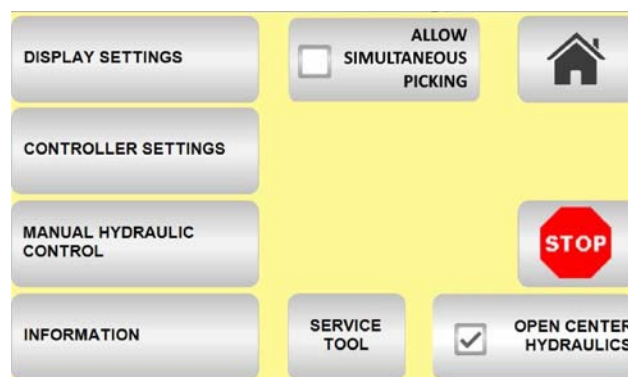 DISPLAY SETTINGS
ALLOW
SIMULTANEOUS
PICKING
CONTROLLER SETTINGS
MANUAL HYDRAULIC
CONTROL
STOP
INFORMATION
SERVICE
TOOL
OPEN CENTER
HYDRAULICS